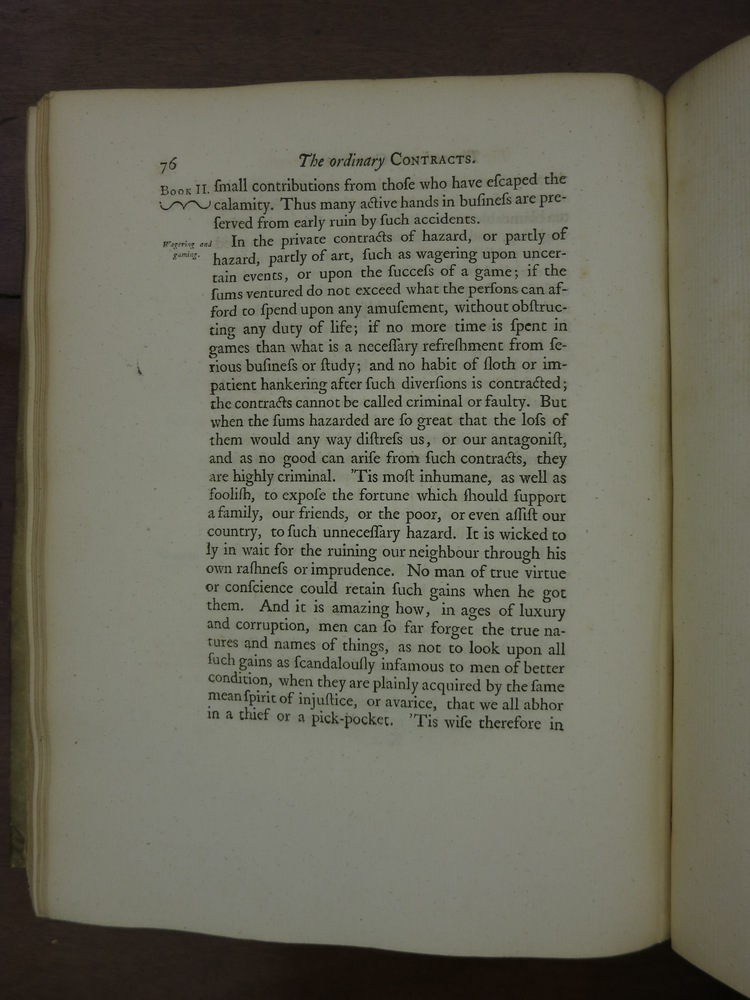 76
The ordinary CONTRACTS.
BOOK II. ſmall contributions from thoſe who have eſcaped the
calamity. Thus many active hands in buſineſs are pre-
ſerved from early ruin by ſuch accidents.
Wagering and
gaming.
In the private contracts of hazard, or partly of
hazard, partly of art, ſuch as wagering upon uncer-
tain events, or upon the ſucceſs of a game; if the
ſums ventured do not exceed what the perſons can af-
ford to ſpend upon any amuſement, without obſtruc-
ting any duty of life; if no more time is ſpent in
games than what is a neceſſary refreſhment from ſe-
rious buſineſs or ſtudy; and no habit of ſloth or im-
patient hankering after ſuch diverſions is contracted;
the contracts cannot be called criminal or faulty. But
when the ſums hazarded are ſo great that the loſs of
them would any way diſtreſs us, or our antagoniſt,
and as no good can ariſe from ſuch contracts, they
are highly criminal. 'Tis moſt inhumane, as well as
fooliſh, to expoſe the fortune which ſhould ſupport
a family, our friends, or the poor, or even aſſiſt our
country, to ſuch unneceſſary hazard. It is wicked to
ly in wait for the ruining our neighbour through his
own raſhneſs or imprudence. No man of true virtue
or conſcience could retain ſuch gains when he got
them. And it is amazing how, in ages of luxury
and corruption, men can ſo far forget the true na-
tures and names of things, as not to look upon all
ſuch gains as ſcandalouſly infamous to men of better
condition, when they are plainly acquired by the ſame
mean ſpirit of injuſtice, or avarice, that we all abhor
in a thief or a pick-pocket. 'Tis wiſe therefore in